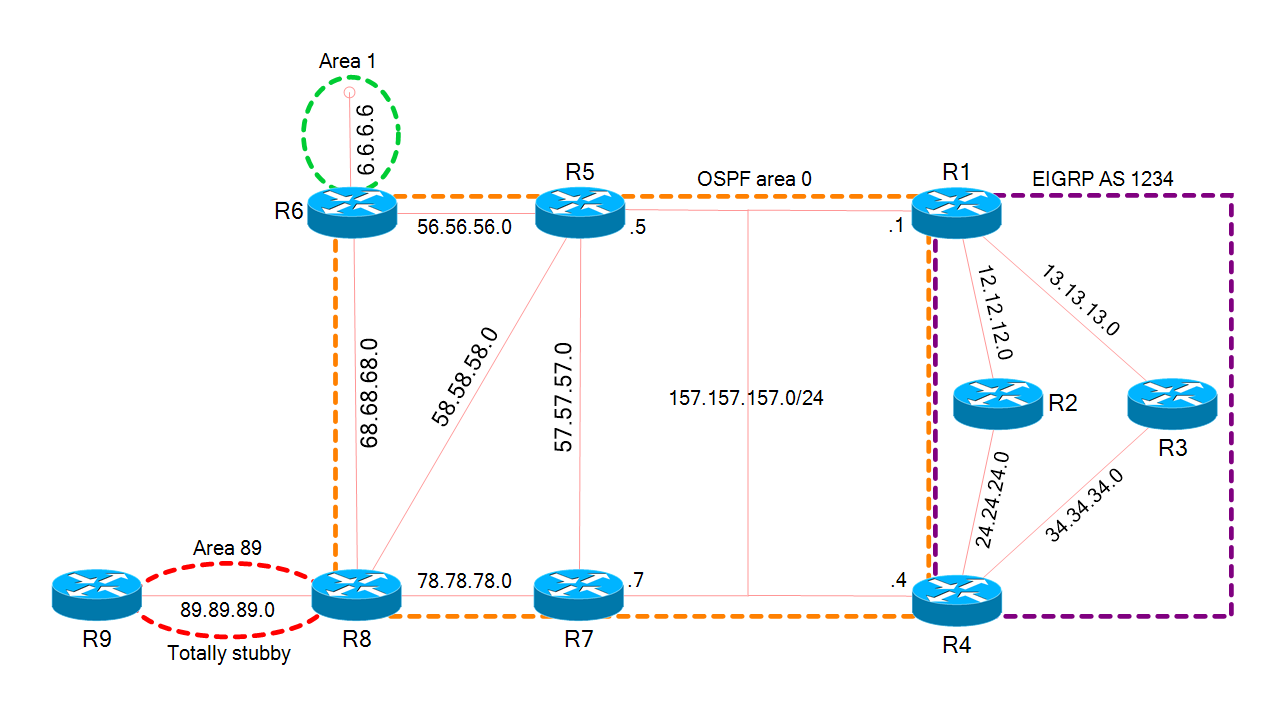 Area 1
6.6.6.6
R6
R5
OSPF area 0
R1
EIGRP AS 1234
56.56.56.0
.5
.1
12.12.12.0
13.13.13.0
68.68.68.0
58.58.58.0
57.57.57.0
157.157.157.0/24
R2
R3
24.24.24.0
34.34.34.0
Area 89
89.89.89.0
Totally stubby
R9
R8
78.78.78.0
R7
.7
.4
R4